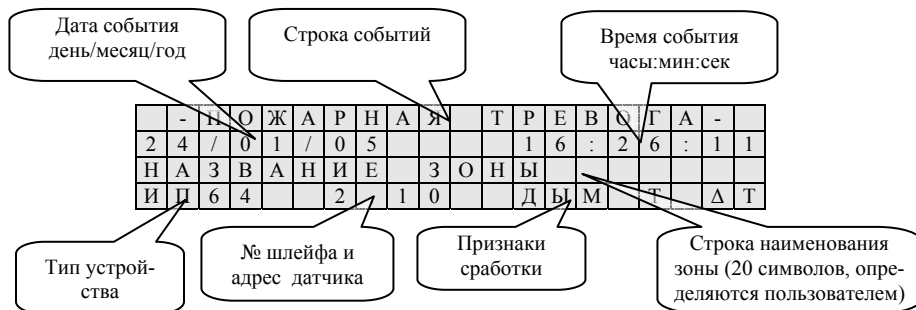 Дата события
день/месяц/год
Строка событий
Время события
часы:мин:сек
- ПОЖАРНАЯ ТРЕВОГА -
24/01/05 16:26:11
НАЗВАНИЕ ЗОНЫ
ИП64 2 10 ДЫМ Т ΔТ
Тип устрой-
ства
№ шлейфа и
адрес датчика
Признаки
сработки
Строка наименования
зоны (20 символов, опре-
деляются пользователем)